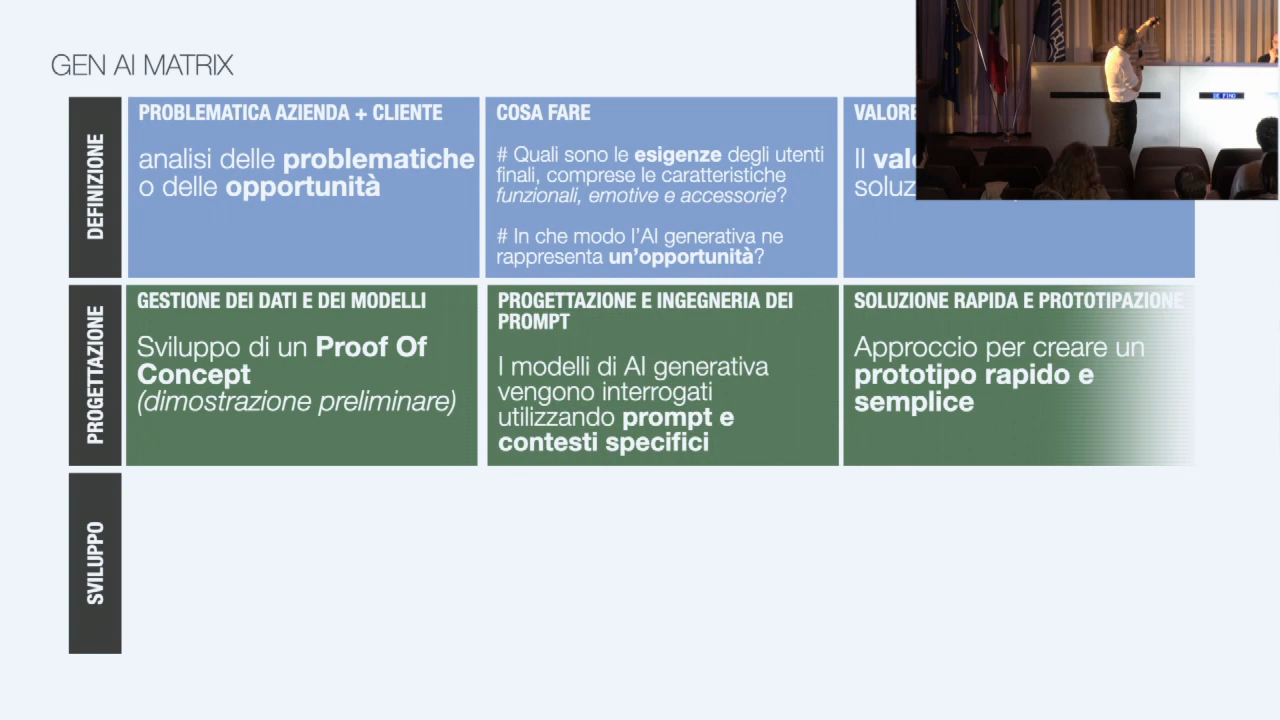 GEN AI MATRIX
DEFINIZIONE
PROBLEMATICA AZIENDA + CLIENTE
analisi delle problematiche
o delle opportunità
COSA FARE
# Quali sono le esigenze degli utenti
finali, comprese le caratteristiche
funzionali, emotive e accessorie?
# In che modo l'AI generativa ne
rappresenta un'opportunità?
VALORE
Il
PROGETTAZIONE
GESTIONE DEI DATI E DEI MODELLI
Sviluppo di un Proof Of
Concept
(dimostrazione preliminare)
PROGETTAZIONE E INGEGNERIA DEI
PROMPT
I modelli di AI generativa
vengono interrogati
utilizzando prompt e
contesti specifici
SOLUZIONE RAPIDA E PROTOTIPAZIONE
Approccio per creare un
prototipo rapido e
semplice
SVILUPPO